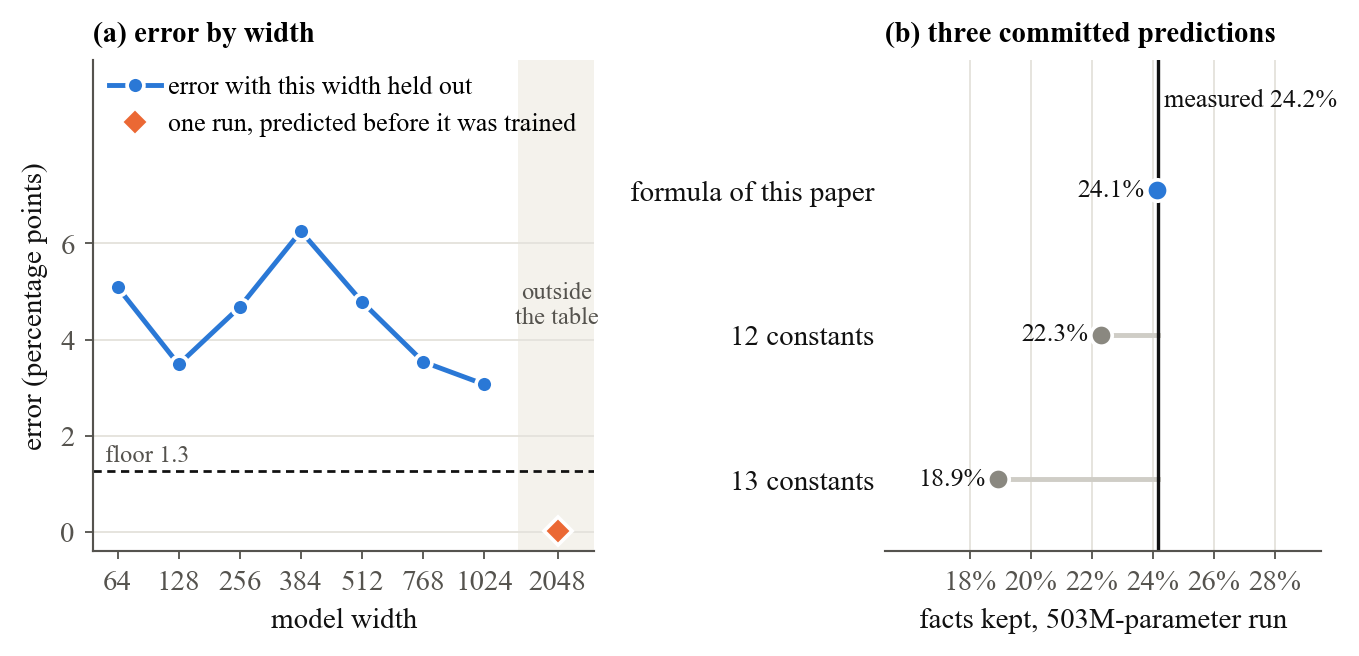 (a) error by width
error with this width held out
one run, predicted before it was trained
outside
the table
floor 1.3
error (percentage points)
6
4
2
0
64 128 256 384 512 768 1024 2048
model width
(b) three committed predictions
measured 24.2%
formula of this paper
24.1%
12 constants
22.3%
13 constants
18.9%
18% 20% 22% 24% 26% 28%
facts kept, 503M-parameter run